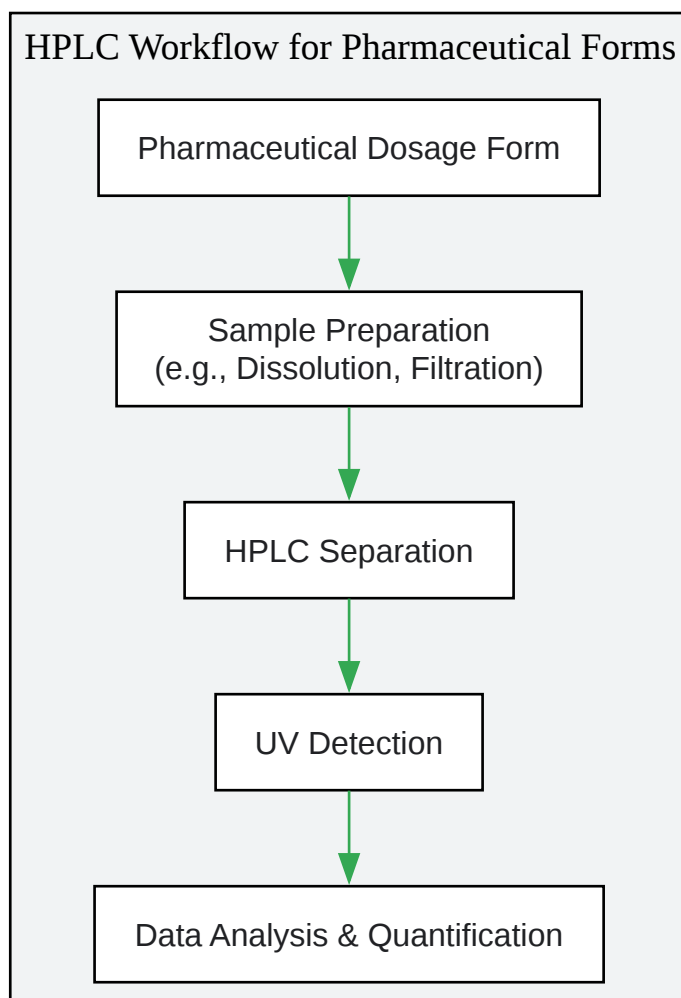 HPLC Workflow for Pharmaceutical Forms
Pharmaceutical Dosage Form
Sample Preparation
(e.g., Dissolution, Filtration)
HPLC Separation
UV Detection
Data Analysis & Quantification